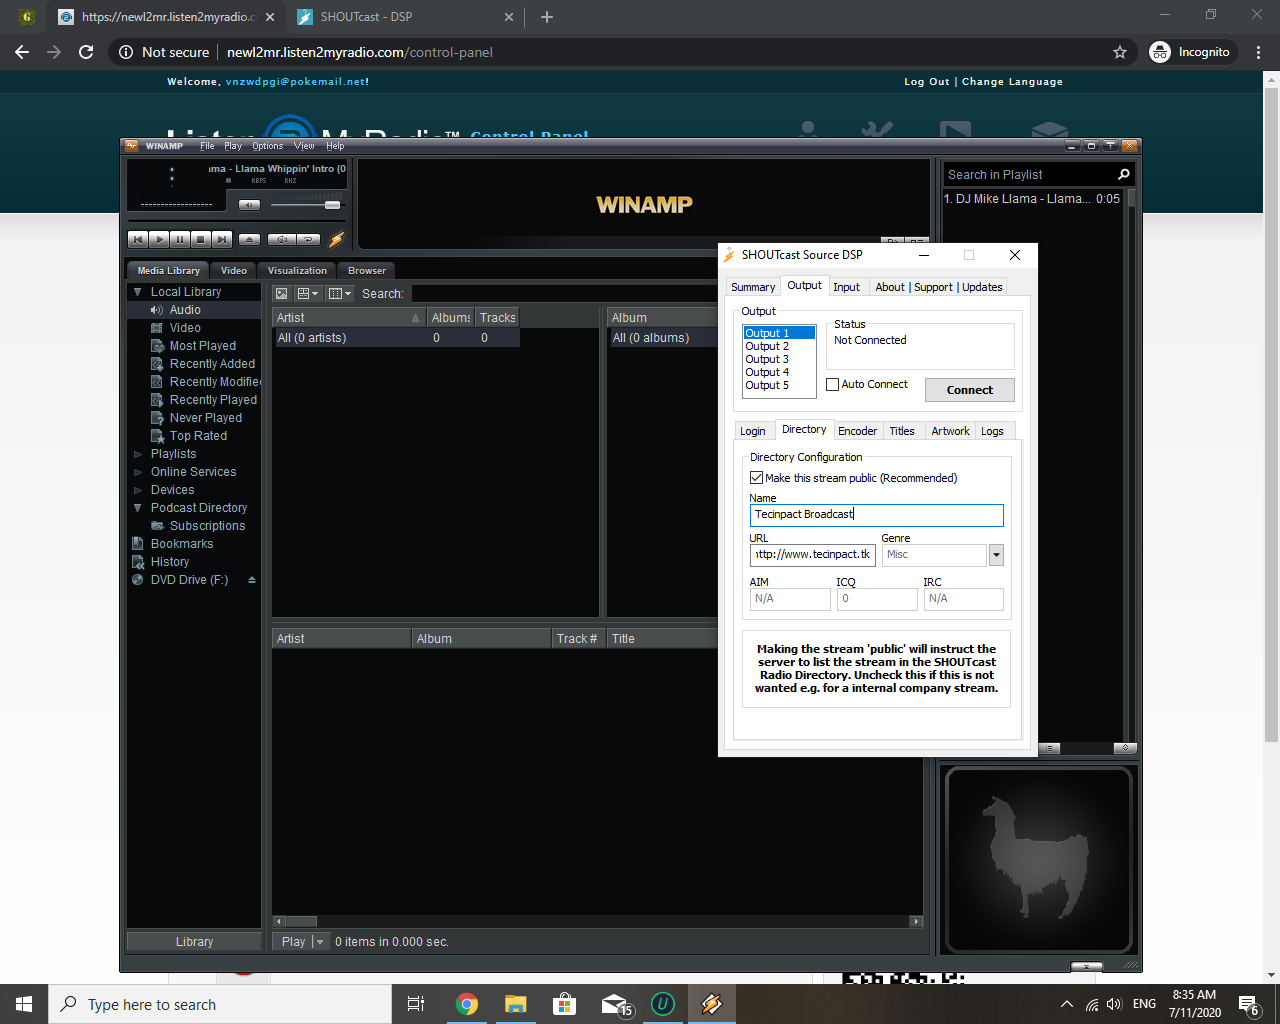 https://newl2mr.listen2myradio.c
SHOUTcast - DSP
Not secure
newl2mr.listen2myradio.com/control-panel
Incognito
Welcome, vnzwdpgi@pokemail.net!
Log Out | Change Language
Control Panel
WINAMP
File
Play
Options
View
Help
ama - Llama Whippin' Intro (0
KBPS
KHZ
WINAMP
Search in Playlist
1. DJ Mike Llama - Llama... 0:05
Media Library
Video
Visualization
Browser
Local Library
Audio
Video
Most Played
Recently Added
Recently Modifie
Recently Played
Never Played
Top Rated
Playlists
Online Services
Devices
Podcast Directory
Subscriptions
Bookmarks
History
DVD Drive (F:)
Library
Search:
Artist
Albums
Tracks
All (0 artists)
0
0
Album
All (0 albums)
Artist
Album
Track #
Title
Play
0 items in 0.000 sec.
SHOUTcast Source DSP
Summary
Output
Input
About | Support | Updates
Output
Output 1
Output 2
Output 3
Output 4
Output 5
Status
Not Connected
Auto Connect
Connect
Login
Directory
Encoder
Titles
Artwork
Logs
Directory Configuration
Make this stream public (Recommended)
Name
Tecinpact Broadcast
URL
Genre
http://www.tecinpact.tk
Misc
AIM
ICQ
IRC
N/A
0
N/A
Making the stream 'public' will instruct the
server to list the stream in the SHOUTcast
Radio Directory. Uncheck this if this is not
wanted e.g. for a internal company stream.
Type here to search
15
ENG
8:35 AM
7/11/2020
6